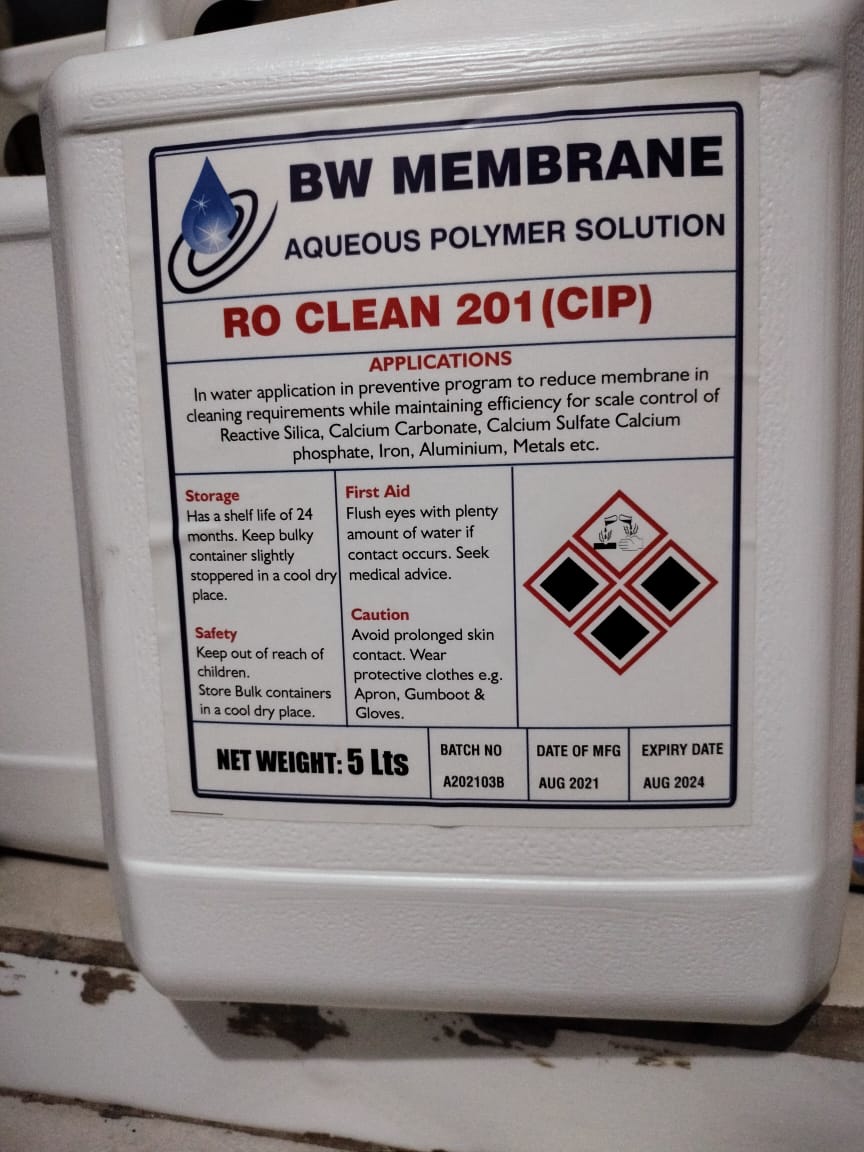 BW MEMBRANE
AQUEOUS POLYMER SOLUTION
RO CLEAN 201(CIP)
APPLICATIONS
In water application in preventive program to reduce membrane in
cleaning requirements while maintaining efficiency for scale control of
Reactive Silica, Calcium Carbonate, Calcium Sulfate Calcium
phosphate, Iron, Aluminium, Metals etc.
Storage
Has a shelf life of 24
months. Keep bulky
container slightly
stoppered in a cool dry
place.
Safety
Keep out of reach of
children.
Store Bulk containers
in a cool dry place.
First Aid
Flush eyes with plenty
amount of water if
contact occurs. Seek
medical advice.
Caution
Avoid prolonged skin
contact. Wear
protective clothes e.g.
Apron, Gumboot &
Gloves.
NET WEIGHT: 5 Lts
BATCH NO
A202103B
DATE OF MFG
AUG 2021
EXPIRY DATE
AUG 2024